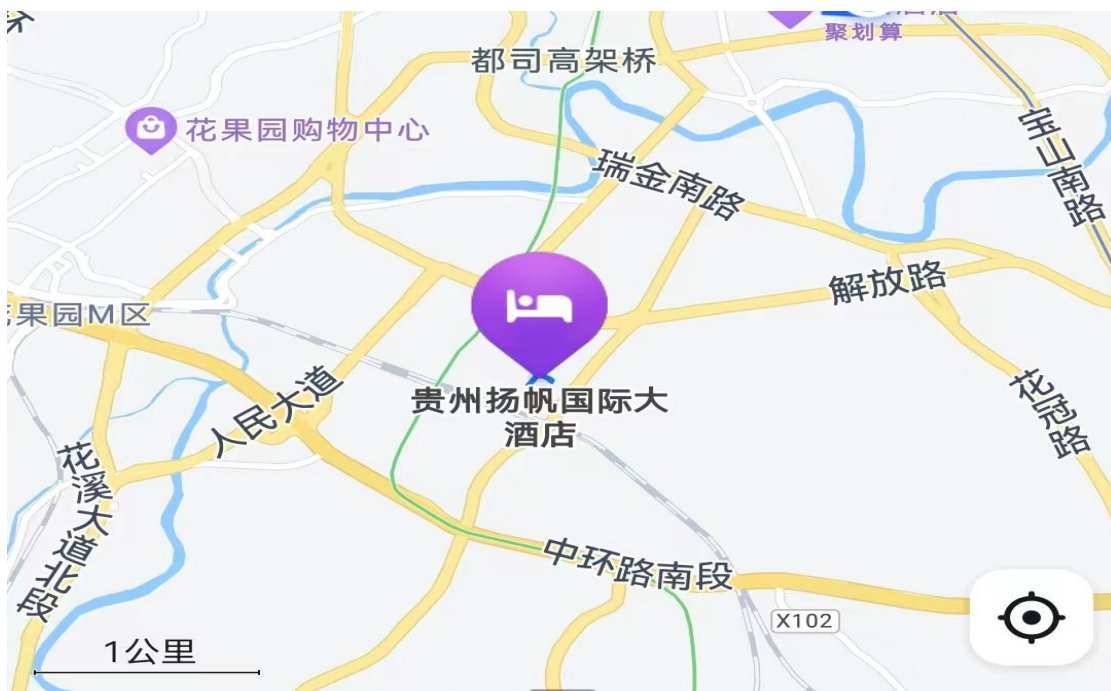 聚划算
都司高架桥
花果园购物中心
宝山南路
瑞金南路
解放路
果园M区
贵州扬帆国际大
酒店
人民大道
花冠路
花溪大道北段
中环路南段
X102
1公里